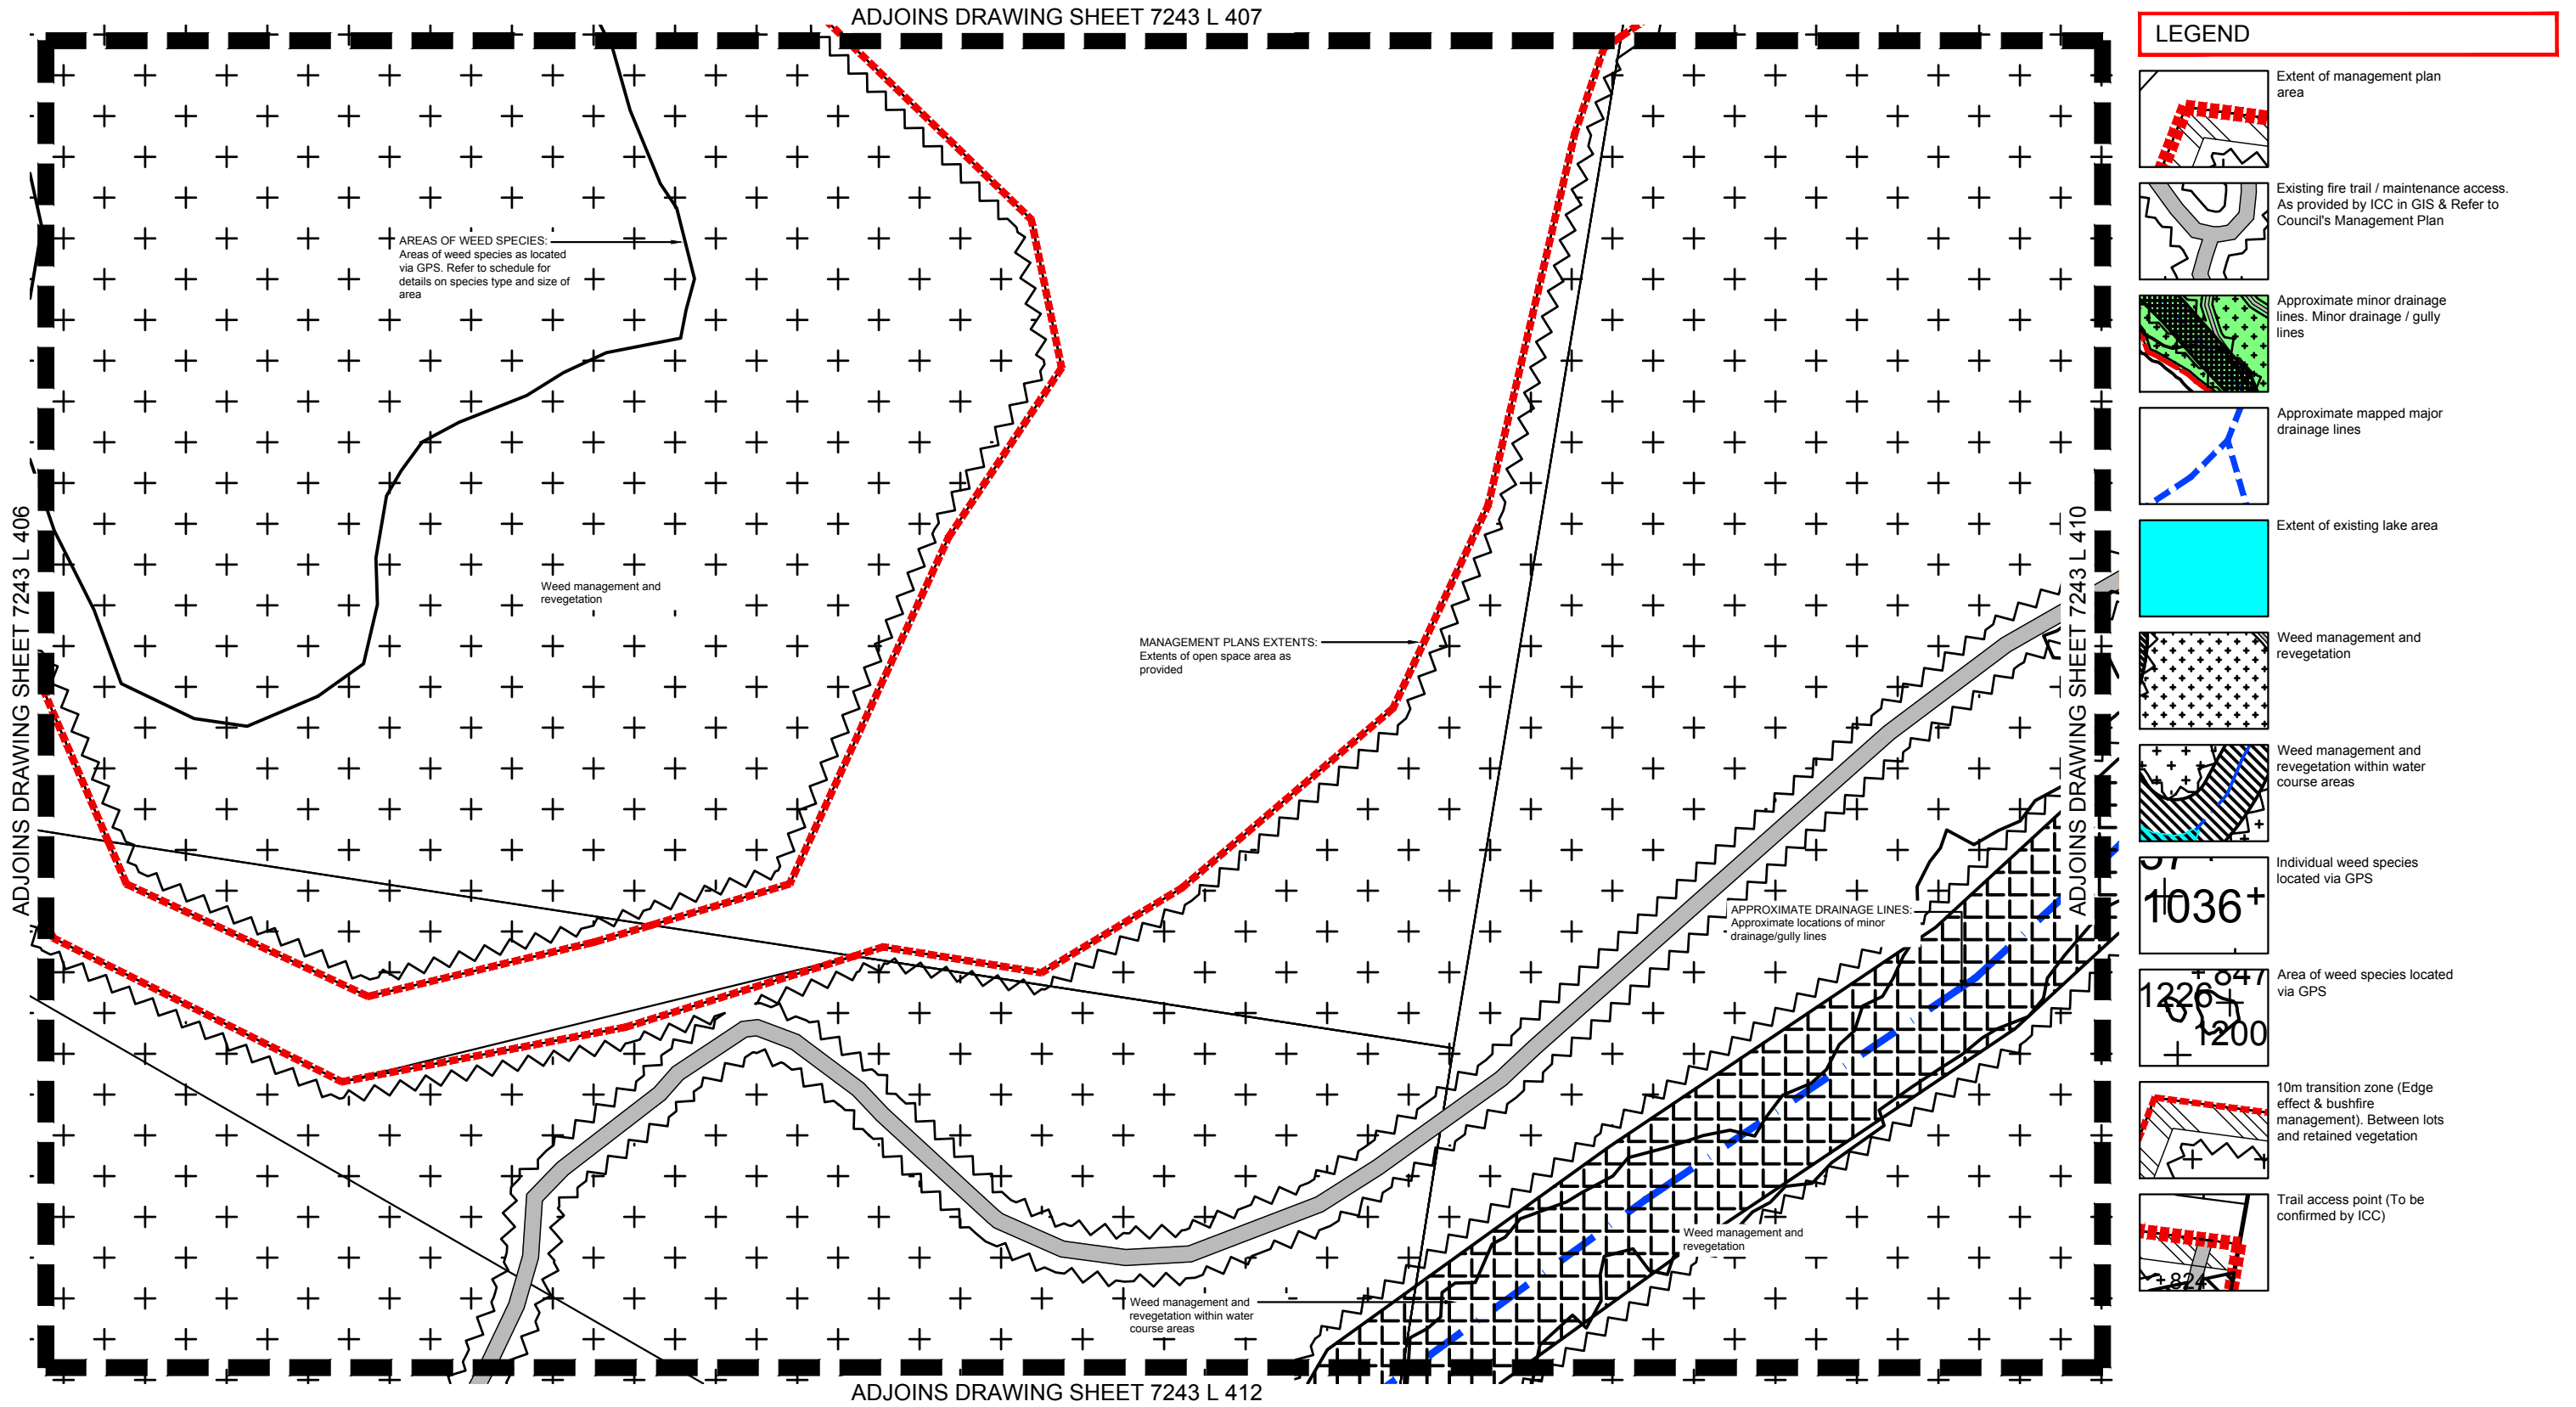 ADJOINS DRAWING SHEET 7243 L 407
AREAS OF WEED SPECIES:
Areas of weed species as located
via GPS. Refer to schedule for
details on species type and size of
area
ADJOINS DRAWING SHEET 7243 L 406
Weed management and
revegetation
MANAGEMENT PLANS EXTENTS:
Extents of open space area as
provided
ADJOINS DRAWING SHEET 7243 L 410
APPROXIMATE DRAINAGE LINES:
Approximate locations of minor
drainage/gully lines
Weed management and
revegetation
Weed management and
revegetation within water
course areas
ADJOINS DRAWING SHEET 7243 L 412
LEGEND
Extent of management plan
area
Existing fire trail / maintenance access.
As provided by ICC in GIS & Refer to
Council's Management Plan
Approximate minor drainage
lines. Minor drainage / gully
lines
Approximate mapped major
drainage lines
Extent of existing lake area
Weed management and
revegetation
Weed management and
revegetation within water
course areas
1036
Individual weed species
located via GPS
847
1226
1200
Area of weed species located
via GPS
10m transition zone (Edge
effect & bushfire
management). Between lots
and retained vegetation
824
Trail access point (To be
confirmed by ICC)